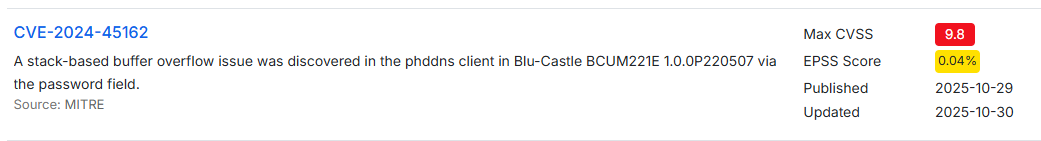 CVE-2024-45162
A stack-based buffer overflow issue was discovered in the phddns client in Blu-Castle BCUM221E 1.0.0P220507 via
the password field.
Source: MITRE
Max CVSS 9.8
EPSS Score 0.04%
Published 2025-10-29
Updated 2025-10-30